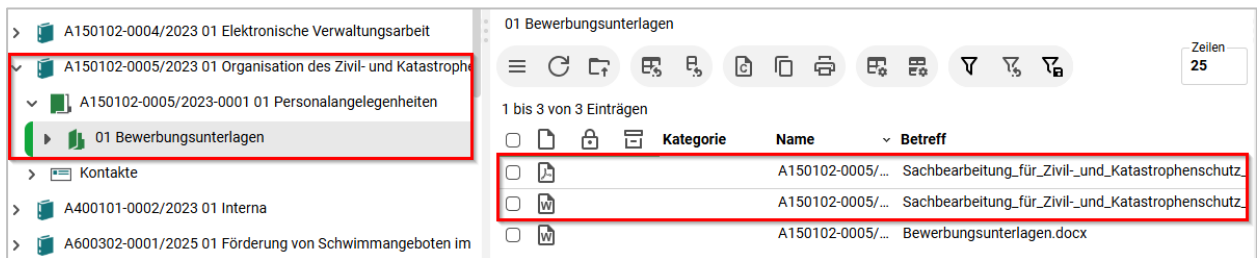 A150102-0004/2023 01 Elektronische Verwaltungsarbeit
A150102-0005/2023 01 Organisation des Zivil- und Katastrophe
A150102-0005/2023-0001 01 Personalangelegenheiten
01 Bewerbungsunterlagen
Kontakte
A400101-0002/2023 01 Interna
A600302-0001/2025 01 Förderung von Schwimmangeboten im
01 Bewerbungsunterlagen
Zeilen
25
1 bis 3 von 3 Einträgen
Kategorie Name Betreff
A150102-0005/... Sachbearbeitung_für_Zivil-_und_Katastrophenschutz_
A150102-0005/... Sachbearbeitung_für_Zivil-_und_Katastrophenschutz_
A150102-0005/... Bewerbungsunterlagen.docx